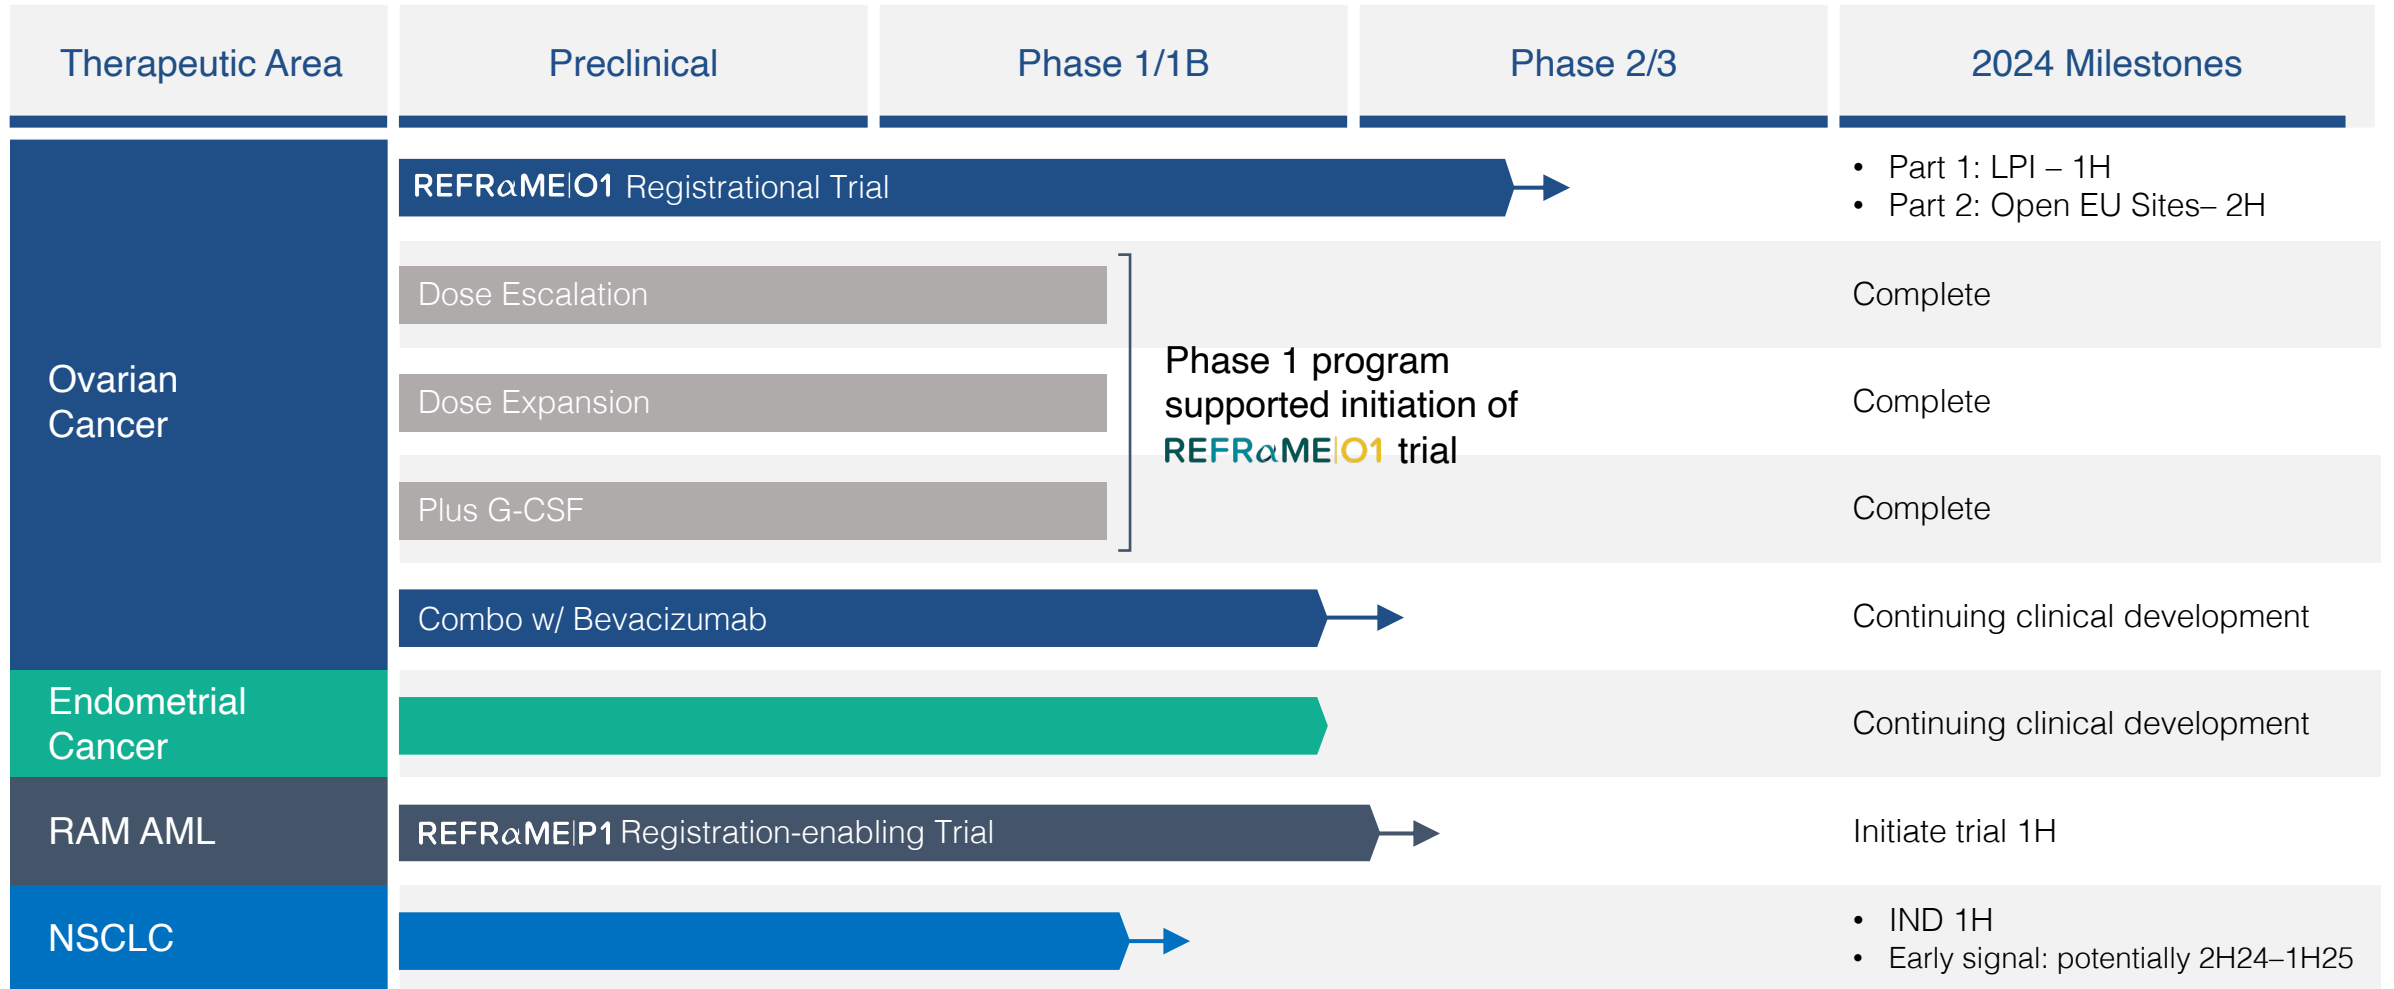 Therapeutic Area
Preclinical
Phase 1/1B
Phase 2/3
2024 Milestones
Ovarian
Cancer
REFRαME|O1 Registrational Trial
• Part 1: LPI – 1H
• Part 2: Open EU Sites– 2H
Dose Escalation
Complete
Dose Expansion
Complete
Plus G-CSF
Complete
Phase 1 program
supported initiation of
REFRαME|O1 trial
Combo w/ Bevacizumab
Continuing clinical development
Endometrial
Cancer
Continuing clinical development
RAM AML
REFRαME|P1 Registration-enabling Trial
Initiate trial 1H
NSCLC
• IND 1H
• Early signal: potentially 2H24–1H25